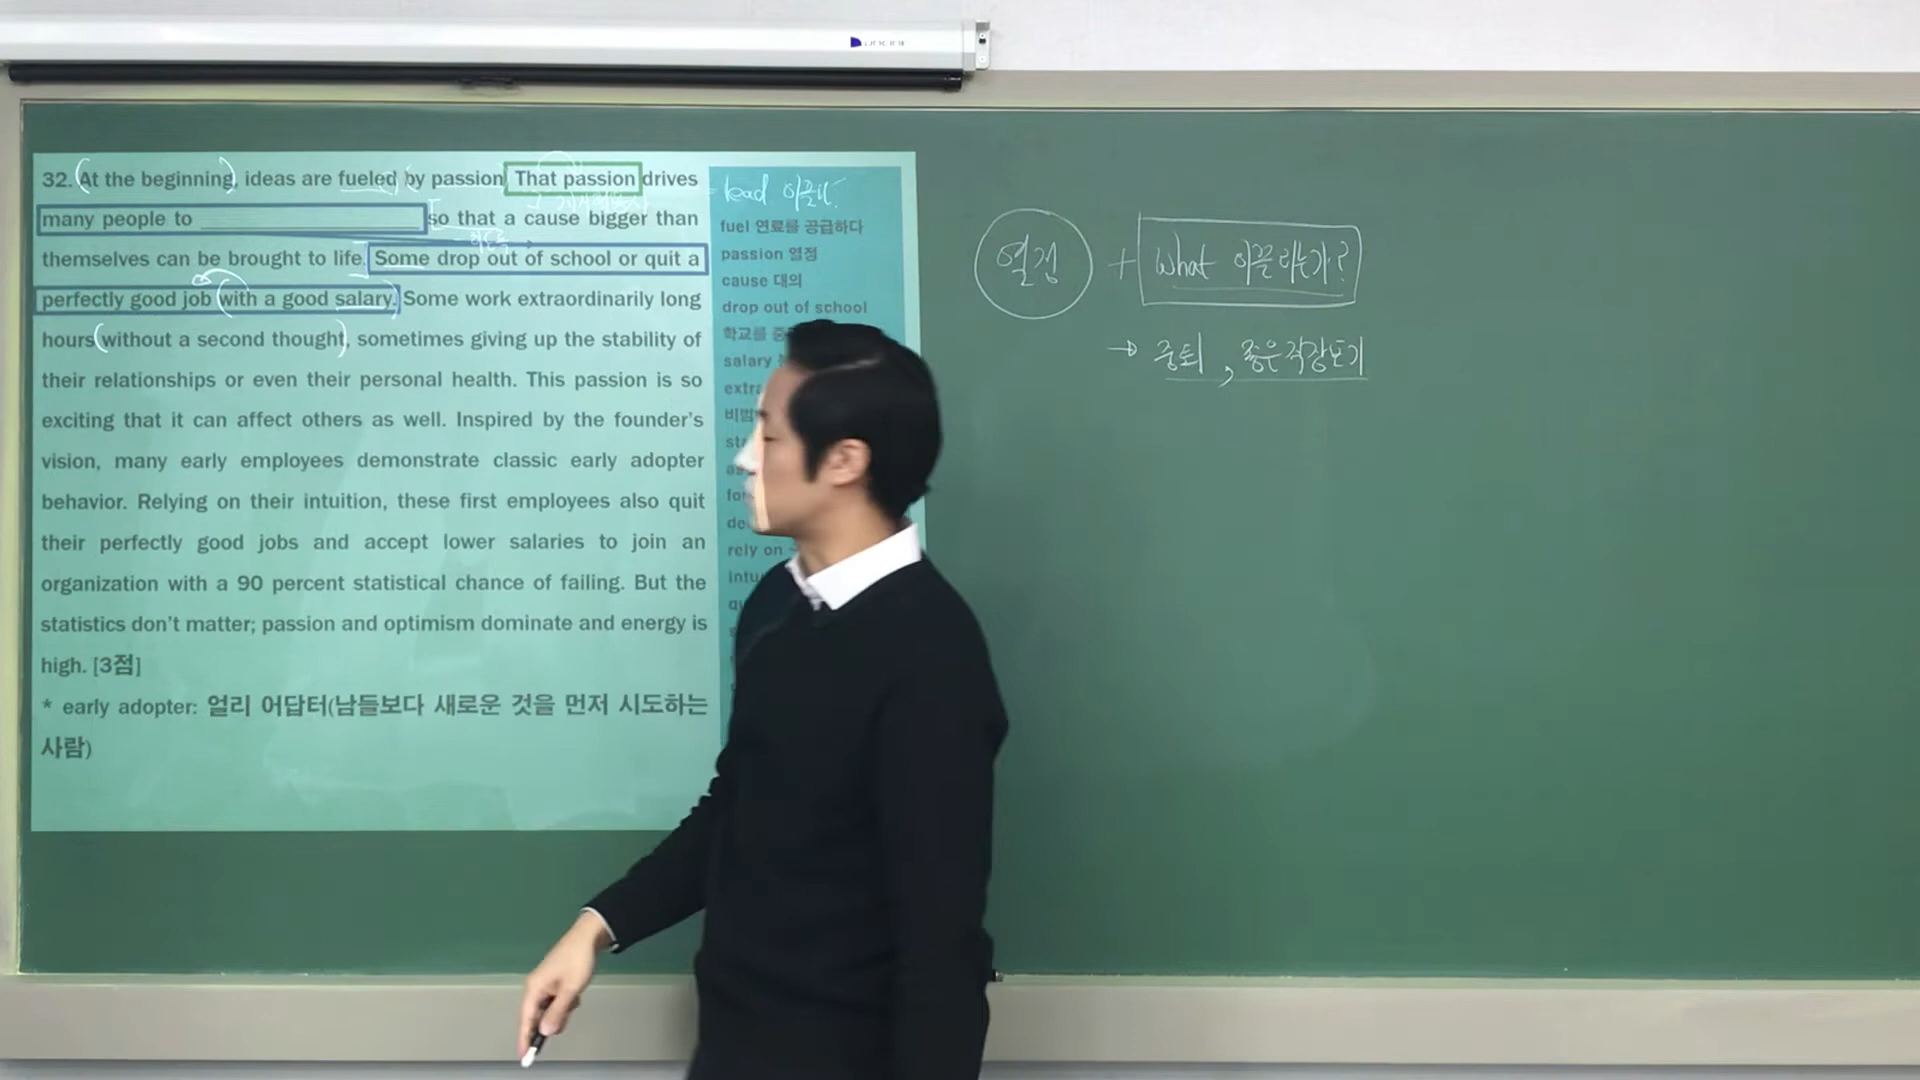 32. At the beginning, ideas are fueled by passion. That passion drives
many people to ____________ so that a cause bigger than
themselves can be brought to life. Some drop out of school or quit a
perfectly good job with a good salary. Some work extraordinarily long
hours without a second thought, sometimes giving up the stability of
their relationships or even their personal health. This passion is so
exciting that it can affect others as well. Inspired by the founder's
vision, many early employees demonstrate classic early adopter
behavior. Relying on their intuition, these first employees also quit
their perfectly good jobs and accept lower salaries to join an
organization with a 90 percent statistical chance of failing. But the
statistics don't matter; passion and optimism dominate and energy is
high. [3점]
* early adopter: 얼리 어답터(남들보다 새로운 것을 먼저 시도하는
사람)
= lead 이끌다.
fuel 연료를 공급하다
passion 열정
cause 대의
drop out of school
학교를
salary
rely on ~
열정 + What 이끌리는가?
→ 중퇴, 좋은직장포기